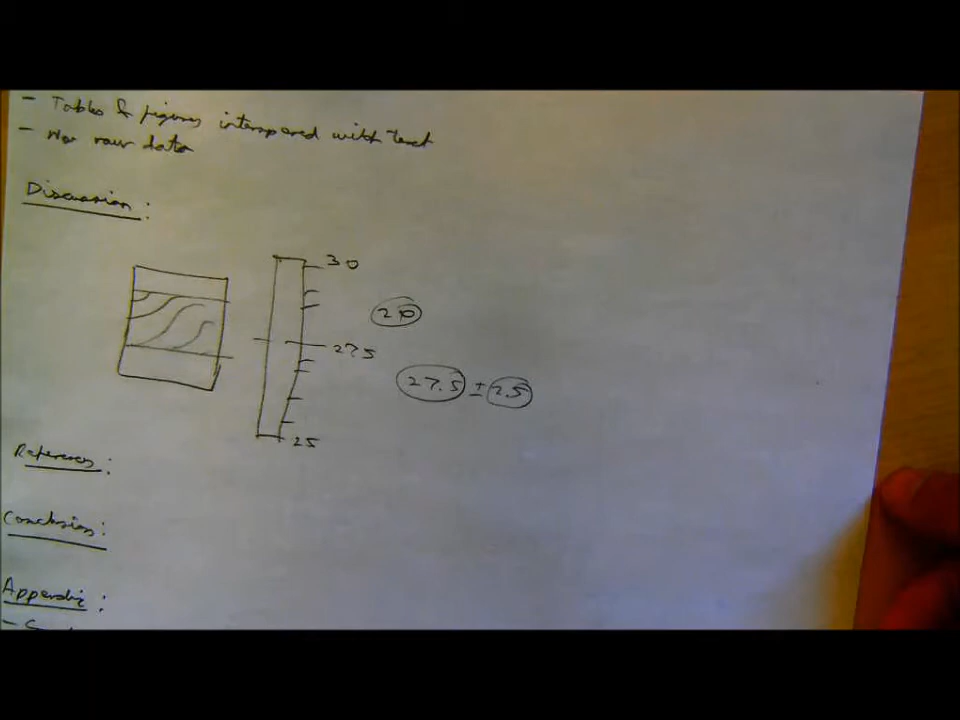 - Tables & figures interspered with text
- No raw data
Discussion:
30
20
27.5
27.5 ± 2.5
25
References:
Conclusion:
Appendix: